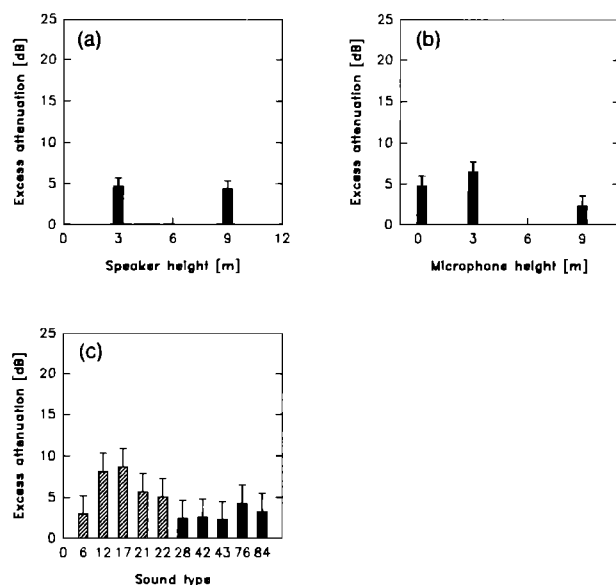 (a)
Excess attenuation [dB]
25
20
15
10
5
0
0 3 6 9 12
Speaker height [m]
(b)
Excess attenuation [dB]
25
20
15
10
5
0
0 3 6 9
Microphone height [m]
(c)
Excess attenuation [dB]
25
20
15
10
5
0
0 6 12 17 21 22 28 42 43 76 84
Sound type